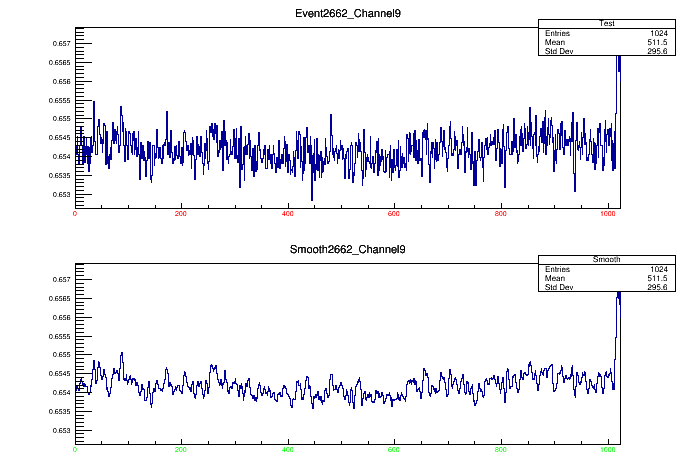 Event2662_Channel9
Test
Entries 1024
Mean 511.5
Std Dev 295.6
0.657
0.6565
0.656
0.6555
0.655
0.6545
0.654
0.6535
0.653
0 200 400 600 800 1000
Smooth2662_Channel9
Smooth
Entries 1024
Mean 511.5
Std Dev 295.6
0.657
0.6565
0.656
0.6555
0.655
0.6545
0.654
0.6535
0.653
0 200 400 600 800 1000